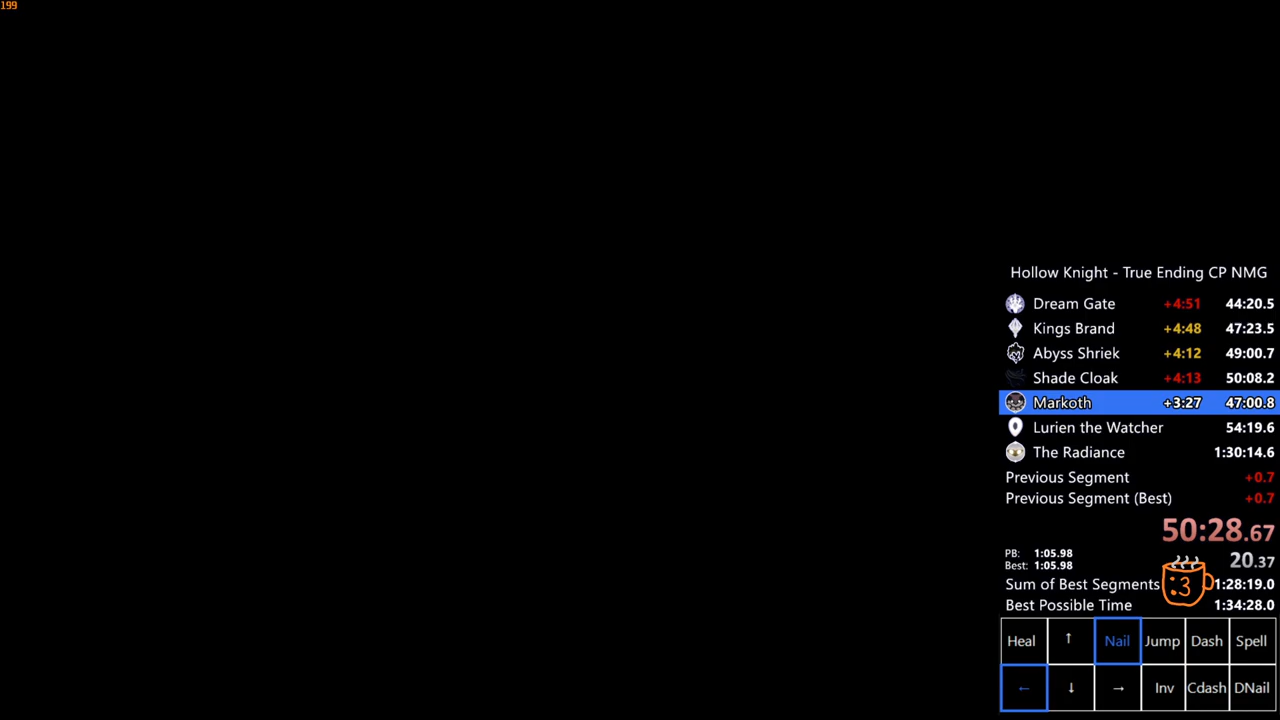 199
Hollow Knight - True Ending CP NMG
Dream Gate +4:51 44:20.5
Kings Brand +4:48 47:23.5
Abyss Shriek +4:12 49:00.7
Shade Cloak +4:13 50:08.2
Markoth +3:27 47:00.8
Lurien the Watcher 54:19.6
The Radiance 1:30:14.6
Previous Segment +0.7
Previous Segment (Best) +0.7
50:28.67
PB: 1:05.98
Best: 1:05.98 20.37
Sum of Best Segments 1:28:19.0
:3
Best Possible Time 1:34:28.0
Heal ↑ Nail Jump Dash Spell
← ↓ → Inv Cdash DNail